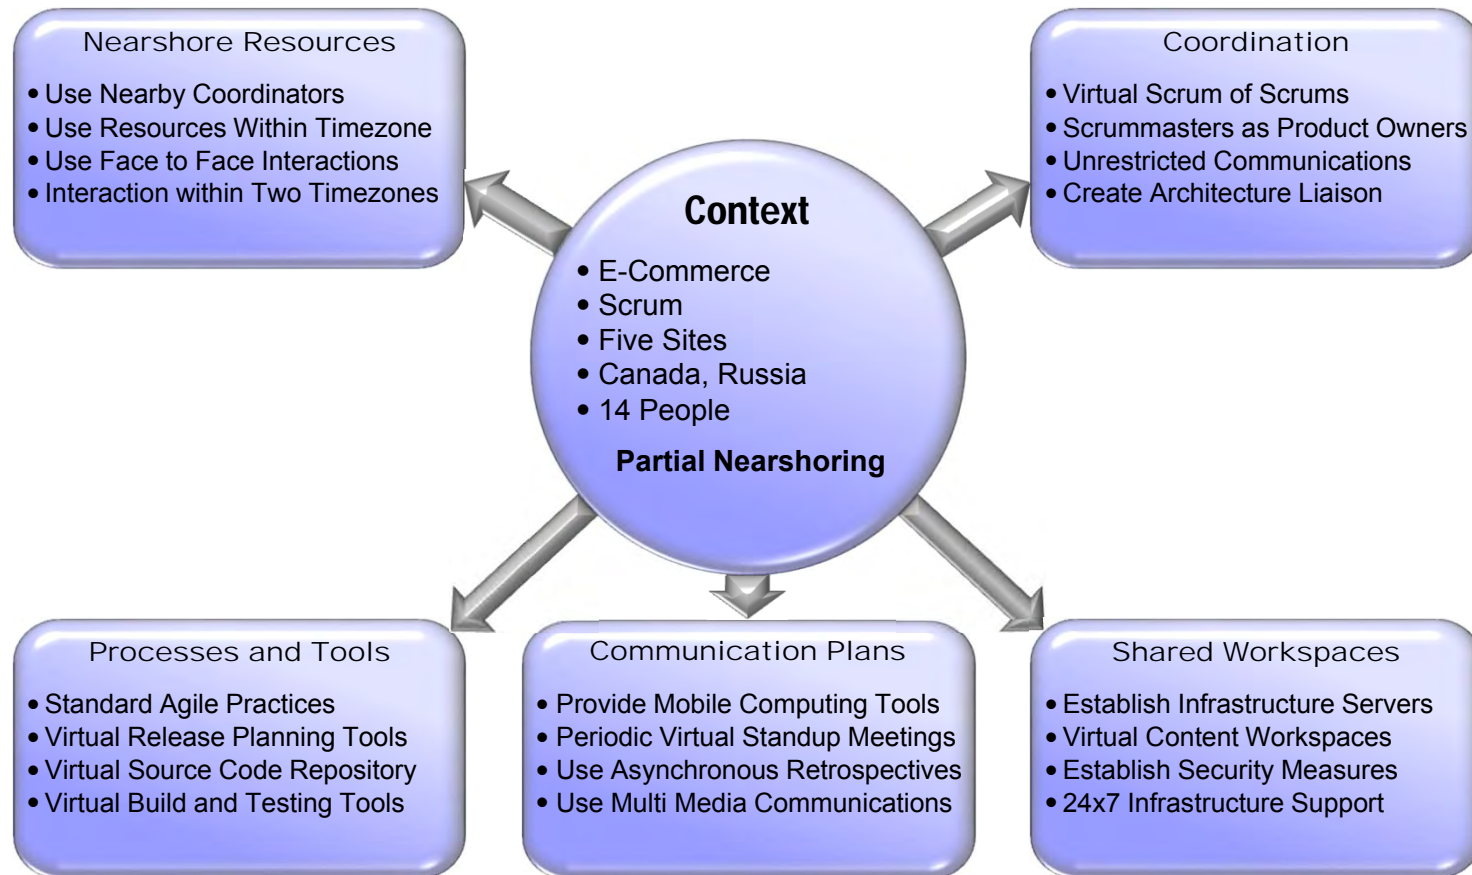 Nearshore Resources
• Use Nearby Coordinators
• Use Resources Within Timezone
• Use Face to Face Interactions
• Interaction within Two Timezones
Coordination
• Virtual Scrum of Scrums
• Scrummasters as Product Owners
• Unrestricted Communications
• Create Architecture Liaison
Context
• E-Commerce
• Scrum
• Five Sites
• Canada, Russia
• 14 People
Partial Nearshoring
Processes and Tools
• Standard Agile Practices
• Virtual Release Planning Tools
• Virtual Source Code Repository
• Virtual Build and Testing Tools
Communication Plans
• Provide Mobile Computing Tools
• Periodic Virtual Standup Meetings
• Use Asynchronous Retrospectives
• Use Multi Media Communications
Shared Workspaces
• Establish Infrastructure Servers
• Virtual Content Workspaces
• Establish Security Measures
• 24x7 Infrastructure Support